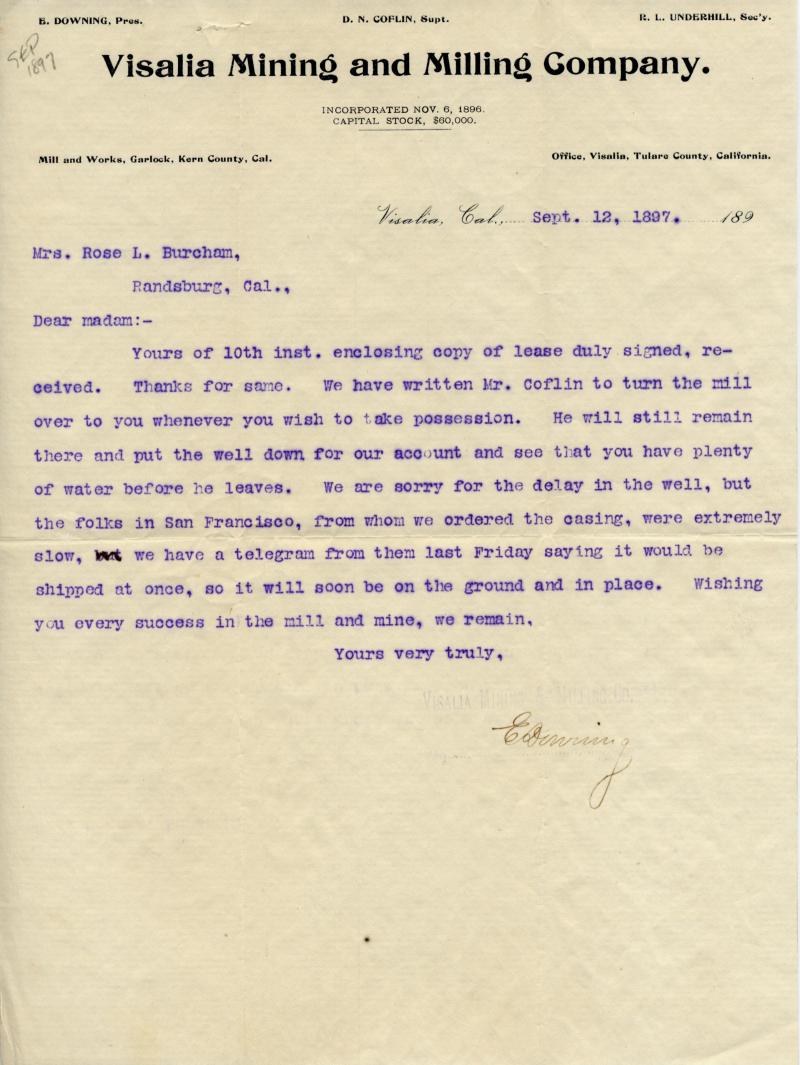 E. DOWNING, Pres. D. N. COFLIN, Supt. R. L. UNDERHILL, Sec'y.
SEP
1897
Visalia Mining and Milling Company.
INCORPORATED NOV. 6, 1896.
CAPITAL STOCK, $60,000.
Mill and Works, Garlock, Kern County, Cal. Office, Visalia, Tulare County, California.
Visalia, Cal., Sept. 12, 1897. 189
Mrs. Rose L. Burcham,
Randsburg, Cal.,
Dear madam:-
Yours of 10th inst. enclosing copy of lease duly signed, re-
ceived. Thanks for same. We have written Mr. Coflin to turn the mill
over to you whenever you wish to take possession. He will still remain
there and put the well down for our account and see that you have plenty
of water before he leaves. We are sorry for the delay in the well, but
the folks in San Francisco, from whom we ordered the casing, were extremely
slow, but we have a telegram from them last Friday saying it would be
shipped at once, so it will soon be on the ground and in place. Wishing
you every success in the mill and mine, we remain,
Yours very truly,
VISALIA MINING & MILLING CO.
E Downing